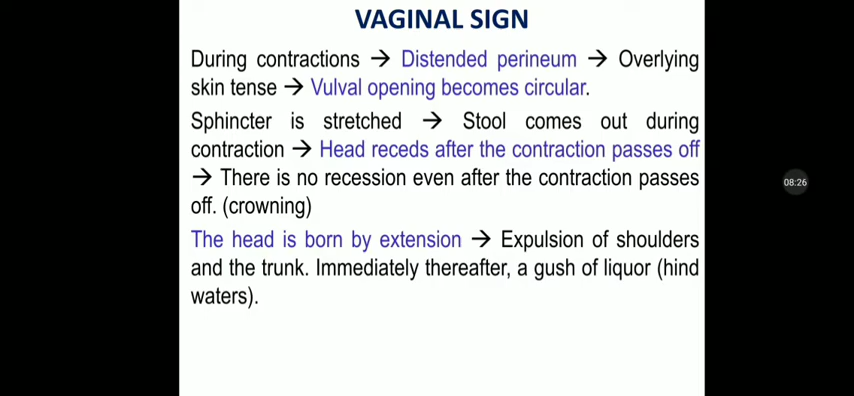 VAGINAL SIGN
During contractions → Distended perineum → Overlying
skin tense → Vulval opening becomes circular.
Sphincter is stretched → Stool comes out during
contraction → Head receds after the contraction passes off
→ There is no recession even after the contraction passes
off. (crowning)
The head is born by extension → Expulsion of shoulders
and the trunk. Immediately thereafter, a gush of liquor (hind
waters).
08:26